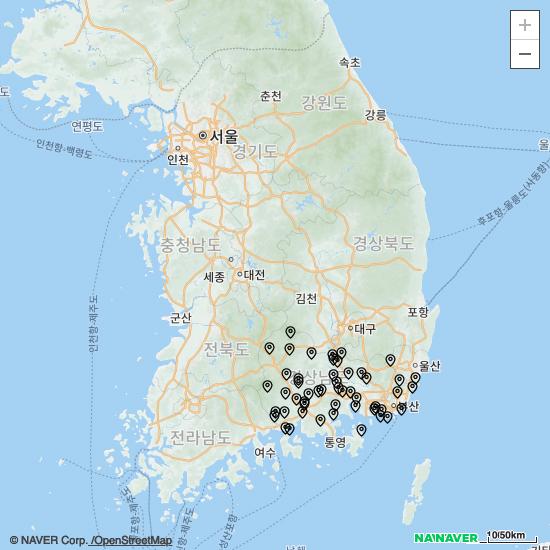 +
−
속초
춘천
강원도
강릉
도
연평도
서울
인천
경기도
인천항-백령도
울
후포항-울릉도(사동항)
충청남도
경상북도
세종
대전
김천
포항
군산
대구
인천항-제주도
전북도
울산
경상남도
부산
전라남도
여수
통영
NAVER
10/50km
© NAVER Corp. /OpenStreetMap